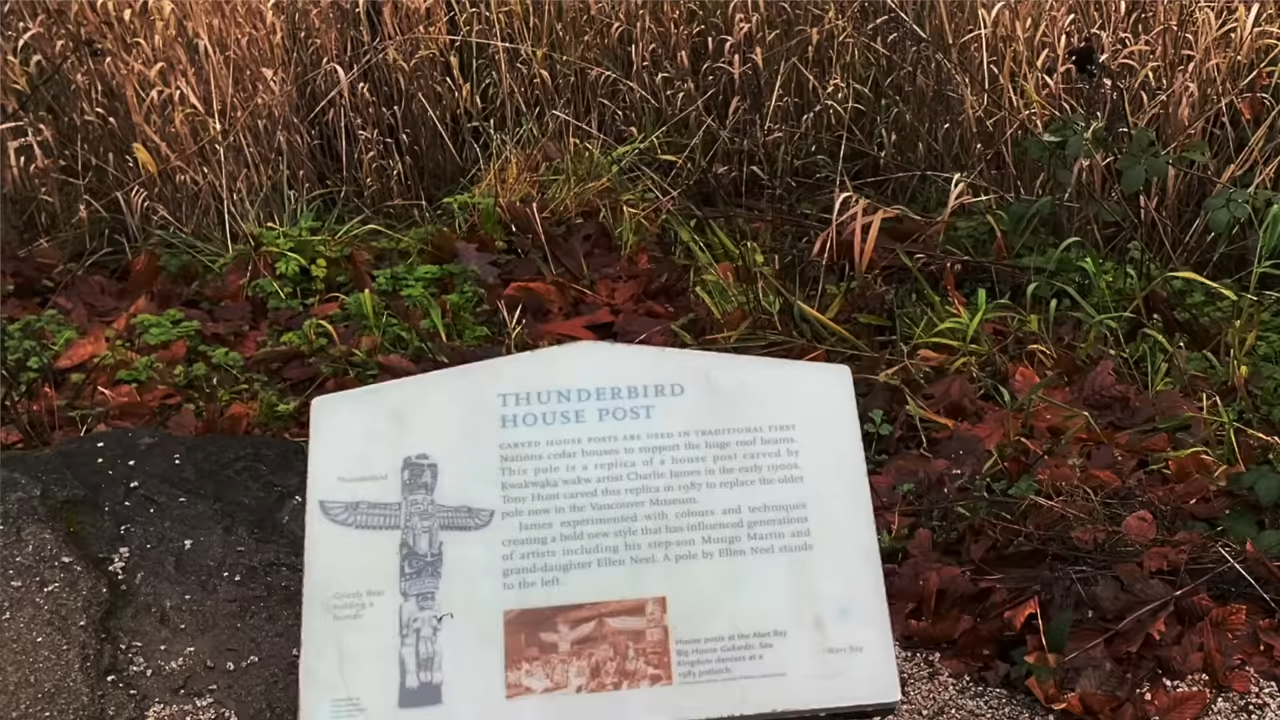 THUNDERBIRD
HOUSE POST
CARVED HOUSE POSTS ARE USED IN TRADITIONAL FIRST
Nations cedar houses to support the huge roof beams.
This pole is a replica of a house post carved by
Kwakwaka'wakw artist Charlie James in the early 1900s.
Tony Hunt carved this replica in 1987 to replace the older
pole now in the Vancouver Museum.
James experimented with colours and techniques
creating a bold new style that has influenced generations
of artists including his step-son Mungo Martin and
grand-daughter Ellen Neel. A pole by Ellen Neel stands
to the left.
Thunderbird
Grizzly Bear
holding a
human
House posts at the Alert Bay
Big House Gukwdzi. Sea
Kingdom dancers at a
1983 potlatch.
Alert Bay